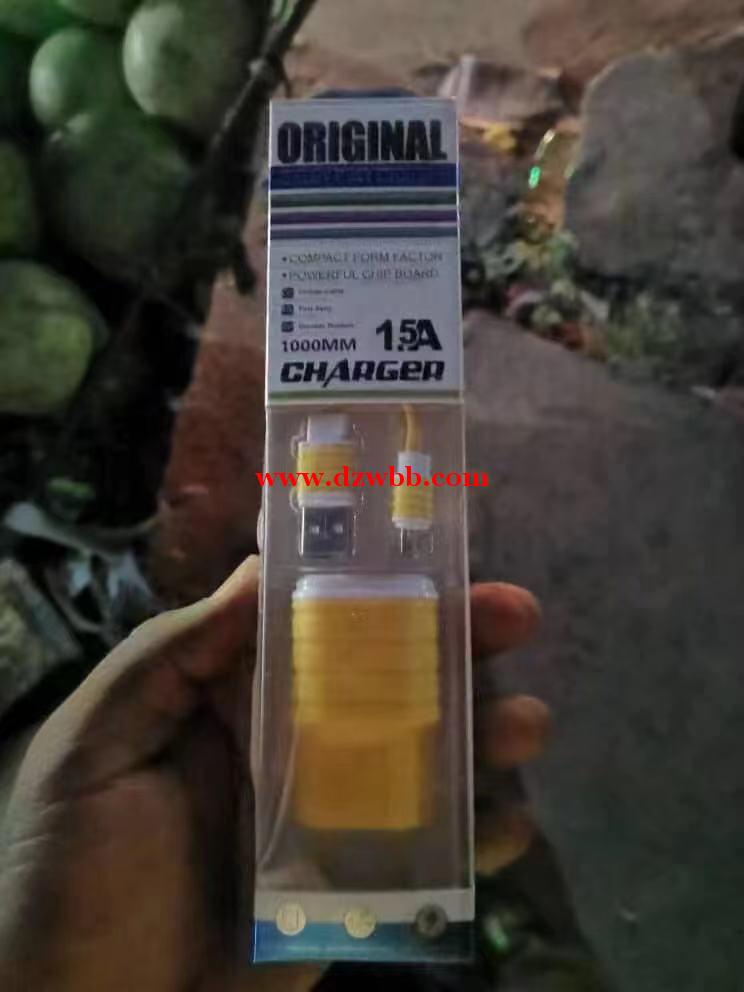 ORIGINAL
•COMPACT FORM FACTOR
•POWERFUL CHIP BOARD
1000MM
1.5A
CHARGER
www.dzwbb.com